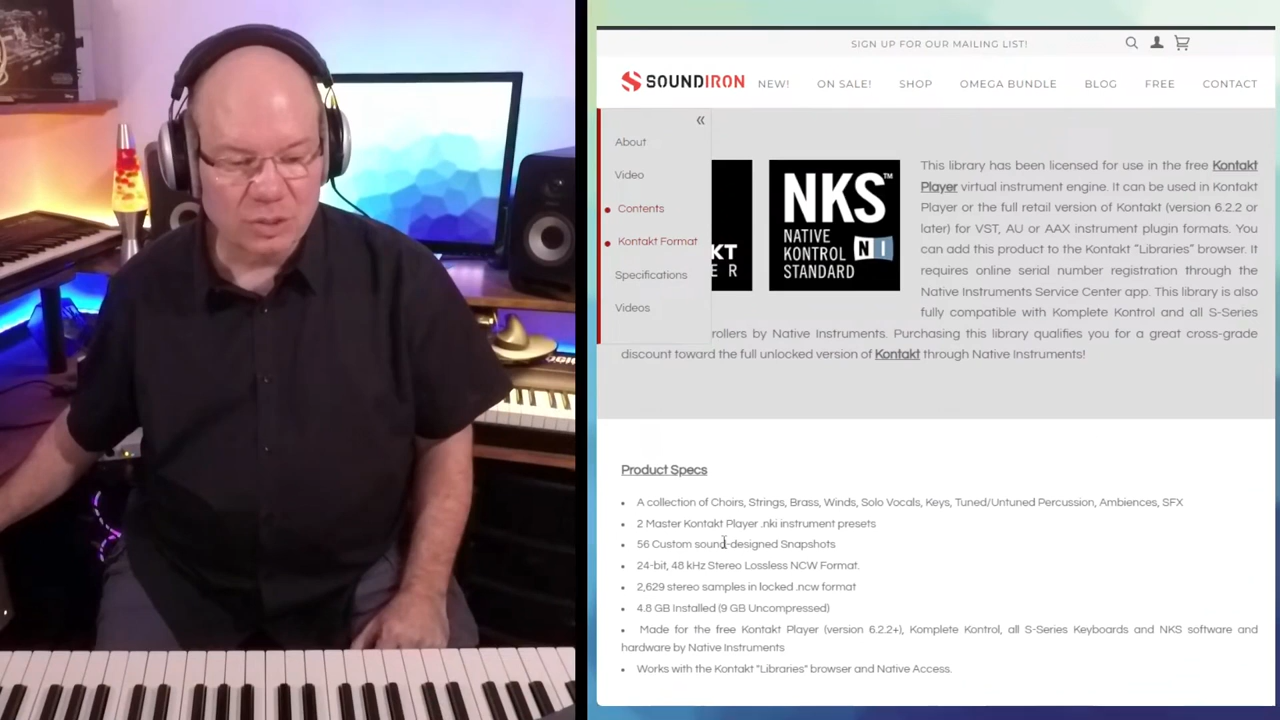 SIGN UP FOR OUR MAILING LIST!
SOUNDIRON NEW! ON SALE! SHOP OMEGA BUNDLE BLOG FREE CONTACT
«
About
Video
Contents
Kontakt Format
Specifications
Videos
KT
E R
NKS™
NATIVE
KONTROL
STANDARD
This library has been licensed for use in the free Kontakt
Player virtual instrument engine. It can be used in Kontakt
Player or the full retail version of Kontakt (version 6.2.2 or
later) for VST, AU or AAX instrument plugin formats. You
can add this product to the Kontakt “Libraries” browser. It
requires online serial number registration through the
Native Instruments Service Center app. This library is also
fully compatible with Komplete Kontrol and all S-Series
rollers by Native Instruments. Purchasing this library qualifies you for a great cross-grade
discount toward the full unlocked version of Kontakt through Native Instruments!
Product Specs
• A collection of Choirs, Strings, Brass, Winds, Solo Vocals, Keys, Tuned/Untuned Percussion, Ambiences, SFX
• 2 Master Kontakt Player .nki instrument presets
• 56 Custom sound-designed Snapshots
• 24-bit, 48 kHz Stereo Lossless NCW Format.
• 2,629 stereo samples in locked .ncw format
• 4.8 GB Installed (9 GB Uncompressed)
• Made for the free Kontakt Player (version 6.2.2+), Komplete Kontrol, all S-Series Keyboards and NKS software and
hardware by Native Instruments
• Works with the Kontakt "Libraries" browser and Native Access.